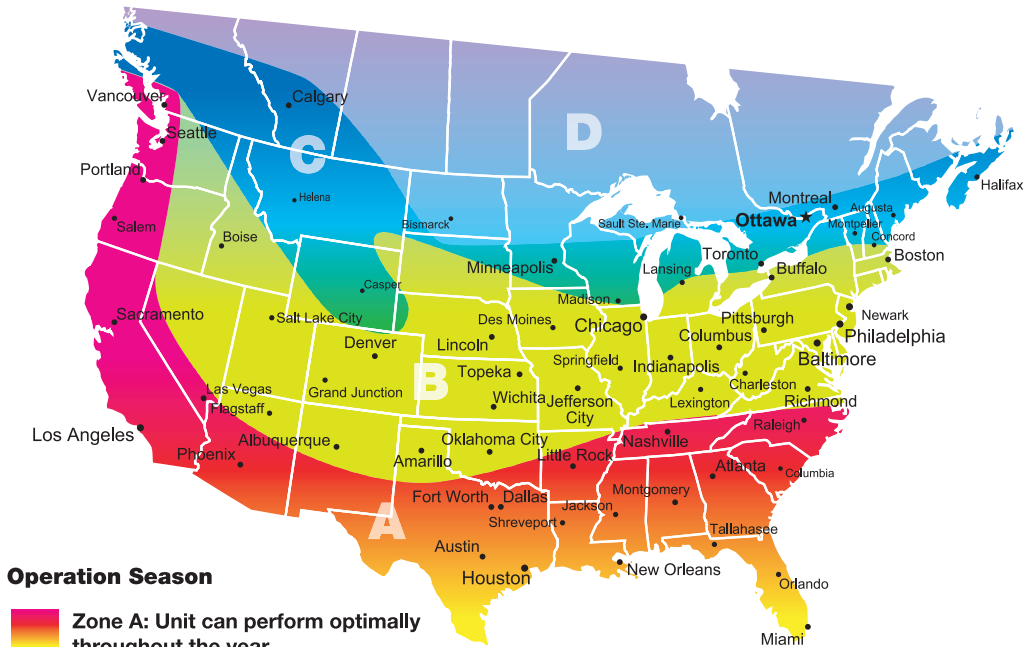 Vancouver
Calgary
Seattle
C
D
Portland
Helena
Halifax
Montreal
Augusta
Salem
Boise
Bismarck
Sault Ste. Marie
Ottawa
Montpelier
Concord
Toronto
Boston
Minneapolis
Lansing
Buffalo
Casper
Madison
Sacramento
Salt Lake City
Des Moines
Chicago
Pittsburgh
Newark
Denver
Lincoln
Columbus
Philadelphia
Springfield
Indianapolis
Baltimore
Topeka
B
Las Vegas
Grand Junction
Charleston
Flagstaff
Wichita
Jefferson
City
Lexington
Richmond
Los Angeles
Albuquerque
Oklahoma City
Nashville
Raleigh
Phoenix
Amarillo
Little Rock
Atlanta
Columbia
Fort Worth
Dallas
Montgomery
A
Shreveport
Jackson
Tallahasee
Austin
New Orleans
Houston
Orlando
Miami
Operation Season
Zone A: Unit can perform optimally
throughout the year